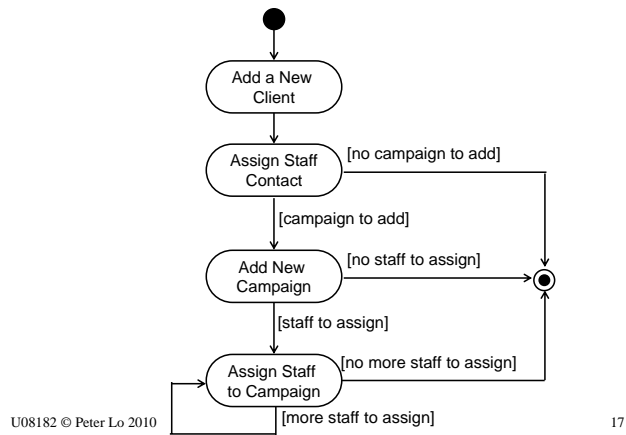 Add a New
Client
Assign Staff
Contact
[no campaign to add]
[campaign to add]
Add New
Campaign
[no staff to assign]
[staff to assign]
Assign Staff
to Campaign
[no more staff to assign]
[more staff to assign]
U08182 © Peter Lo 2010
17